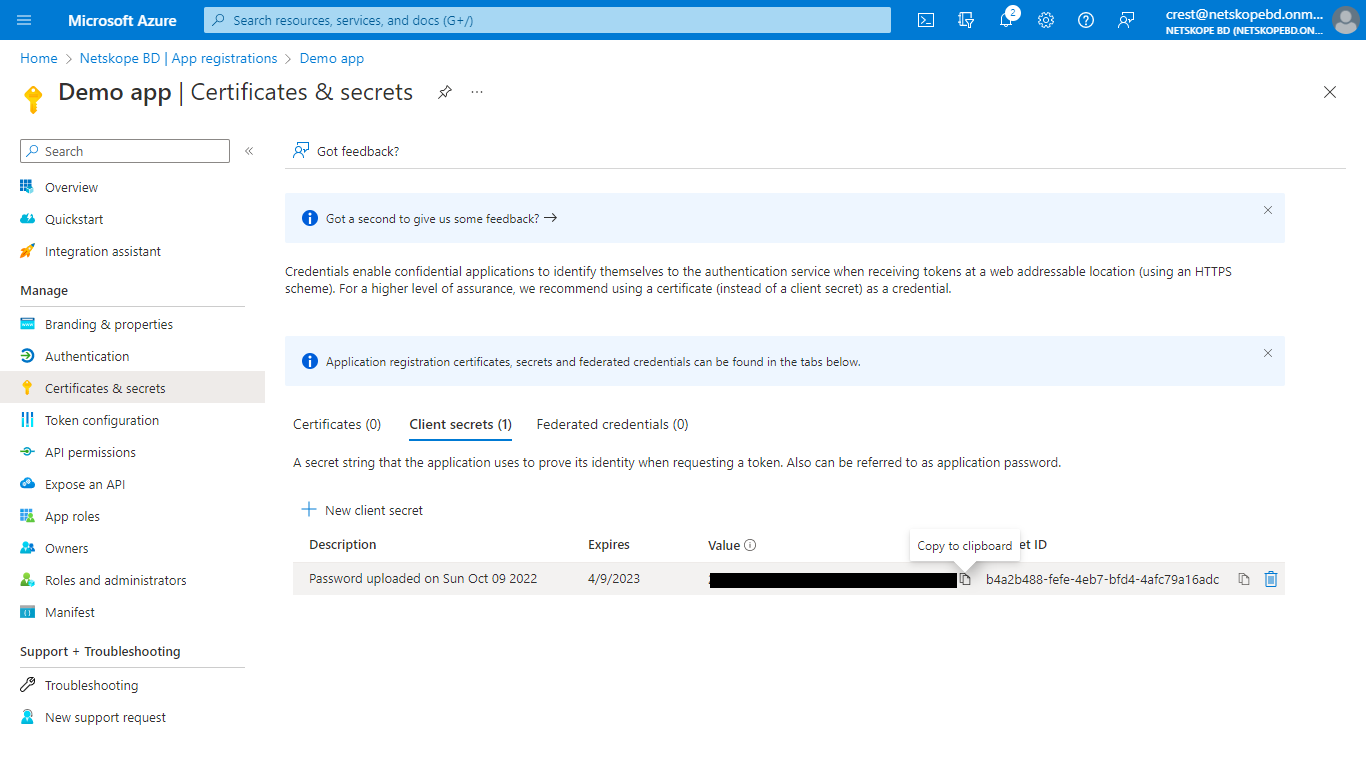 Microsoft Azure
Search resources, services, and docs (G+/)
2
crest@netskopebd.onm...
NETSKOPE BD (NETSKOPEBD.ON...
Home > Netskope BD | App registrations > Demo app
Demo app | Certificates & secrets
...
Search
«
Got feedback?
Overview
Quickstart
Integration assistant
Manage
Branding & properties
Authentication
Certificates & secrets
Token configuration
API permissions
Expose an API
App roles
Owners
Roles and administrators
Manifest
Support + Troubleshooting
Troubleshooting
New support request
Got a second to give us some feedback? →
Credentials enable confidential applications to identify themselves to the authentication service when receiving tokens at a web addressable location (using an HTTPS
scheme). For a higher level of assurance, we recommend using a certificate (instead of a client secret) as a credential.
Application registration certificates, secrets and federated credentials can be found in the tabs below.
Certificates (0) Client secrets (1) Federated credentials (0)
A secret string that the application uses to prove its identity when requesting a token. Also can be referred to as application password.
New client secret
Copy to clipboard
Description Expires Value et ID
Password uploaded on Sun Oct 09 2022 4/9/2023 b4a2b488-fefe-4eb7-bfd4-4afc79a16adc